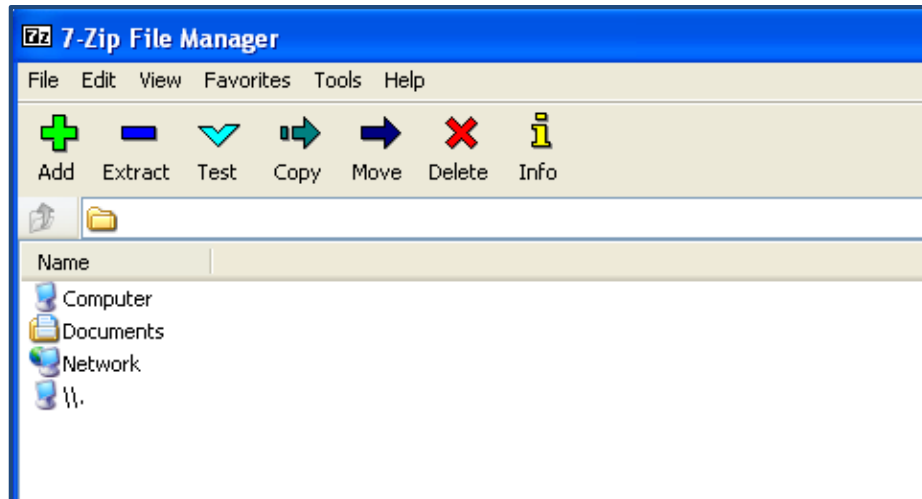 7z 7-Zip File Manager
File Edit View Favorites Tools Help
Add Extract Test Copy Move Delete Info
Name
Computer
Documents
Network
\\.